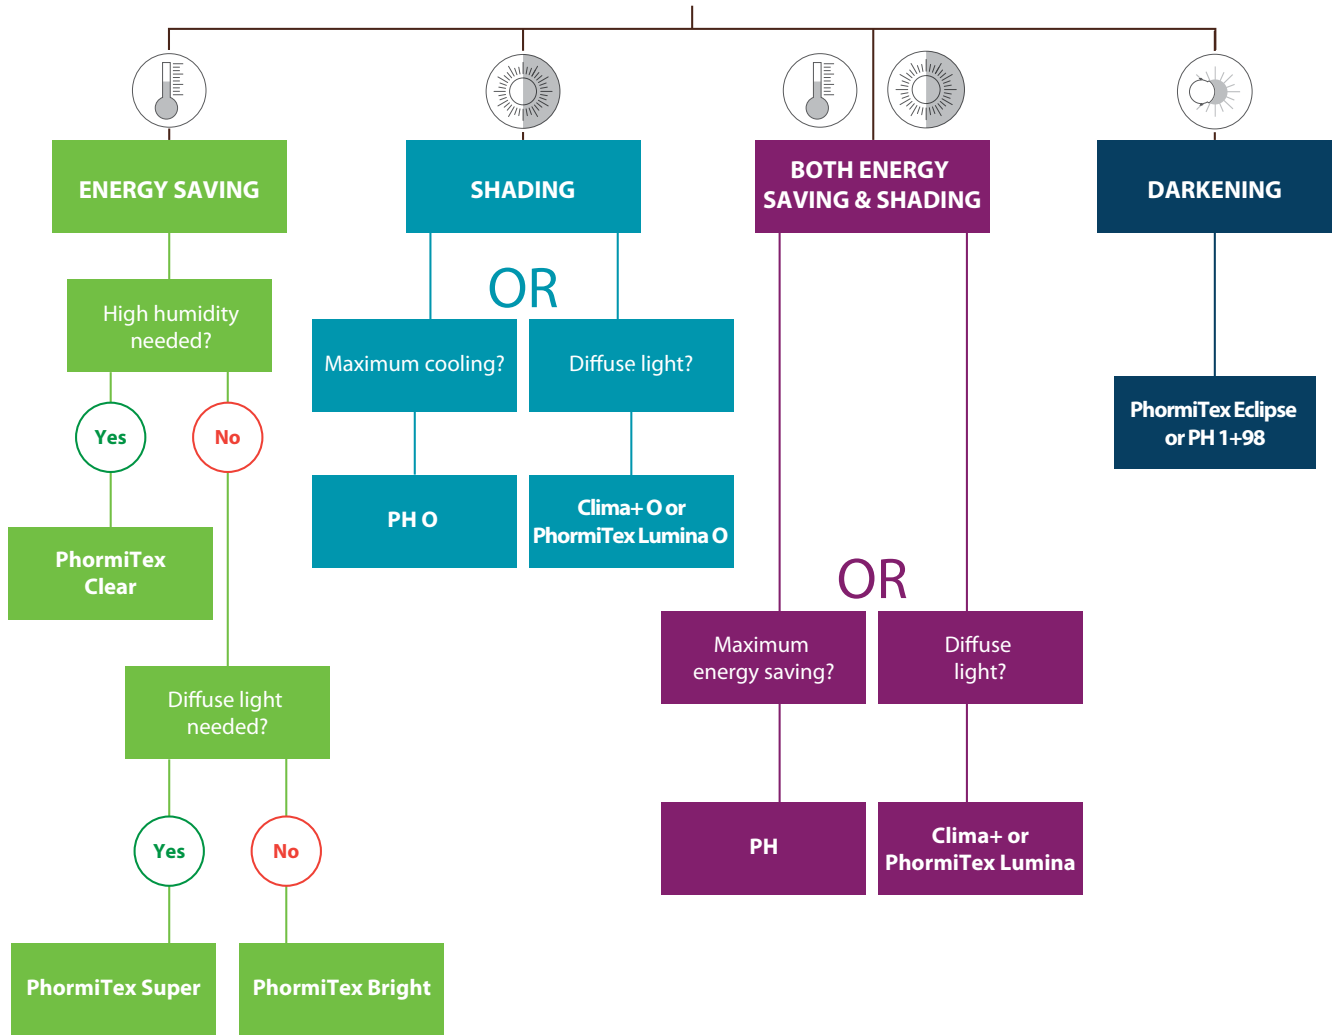 ENERGY SAVING
SHADING
BOTH ENERGY
SAVING & SHADING
DARKENING
High humidity
needed?
Yes
No
PhormiTex
Clear
Diffuse light
needed?
Yes
No
PhormiTex Super
PhormiTex Bright
OR
Maximum cooling?
Diffuse light?
PH O
Clima+ O or
PhormiTex Lumina O
OR
Maximum
energy saving?
Diffuse
light?
PH
Clima+ or
PhormiTex Lumina
PhormiTex Eclipse
or PH 1+98